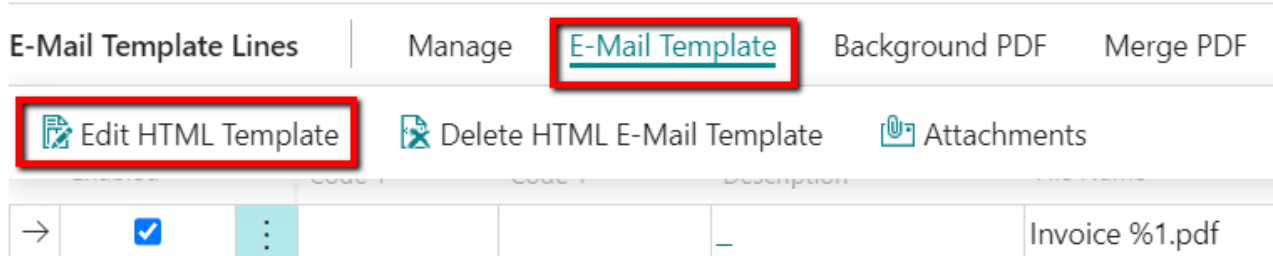 E-Mail Template Lines Manage E-Mail Template Background PDF Merge PDF
Edit HTML Template Delete HTML E-Mail Template Attachments
Description
_ Invoice %1.pdf